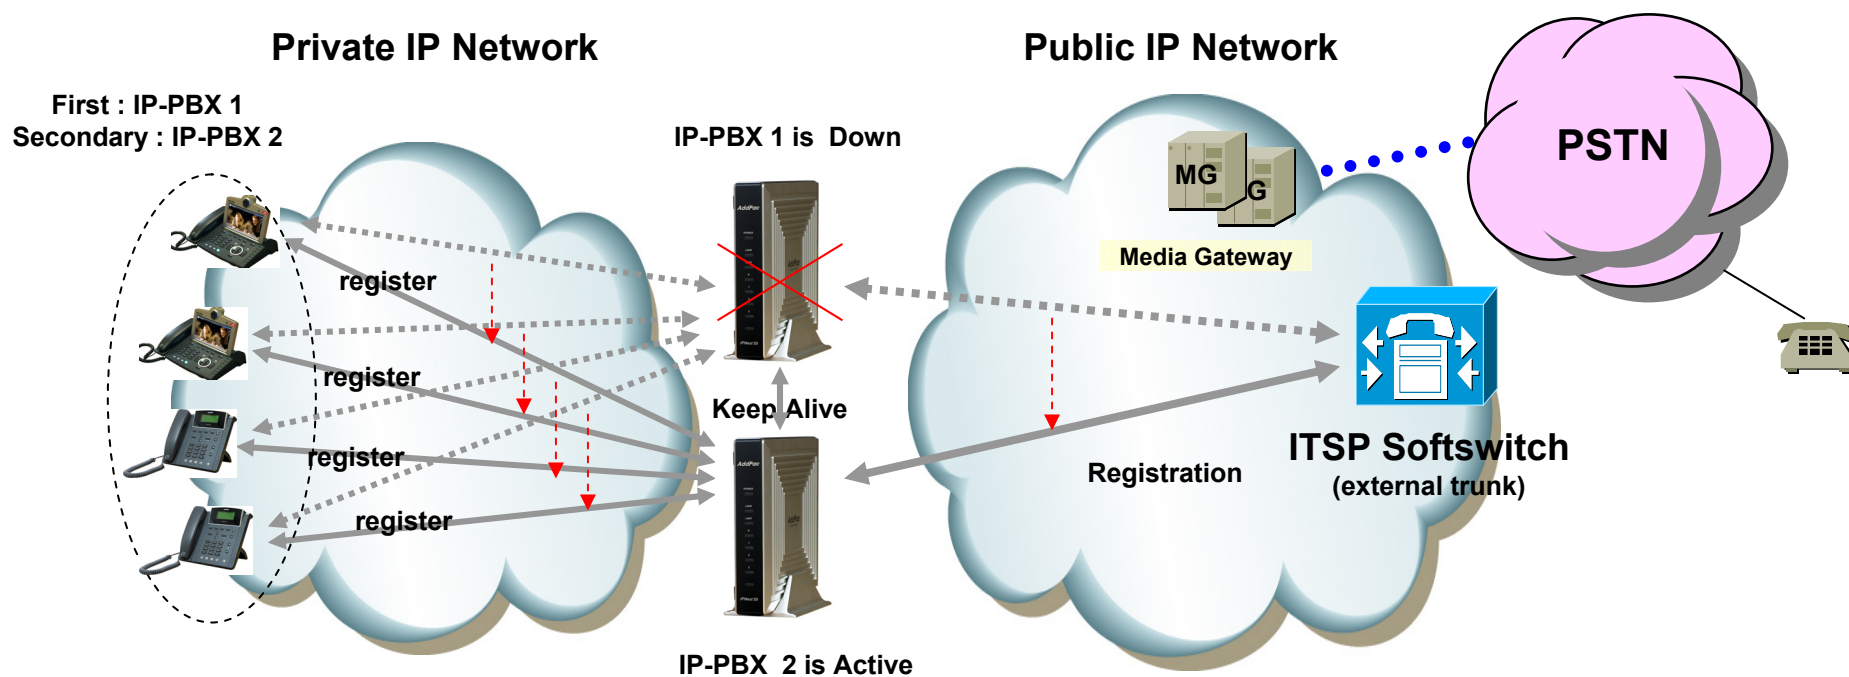 Private IP Network
Public IP Network
First : IP-PBX 1
Secondary : IP-PBX 2
IP-PBX 1 is Down
PSTN
MG
G
Media Gateway
AddPac
register
register
register
register
Keep Alive
AddPac
Registration
ITSP Softswitch
(external trunk)
IP-PBX 2 is Active